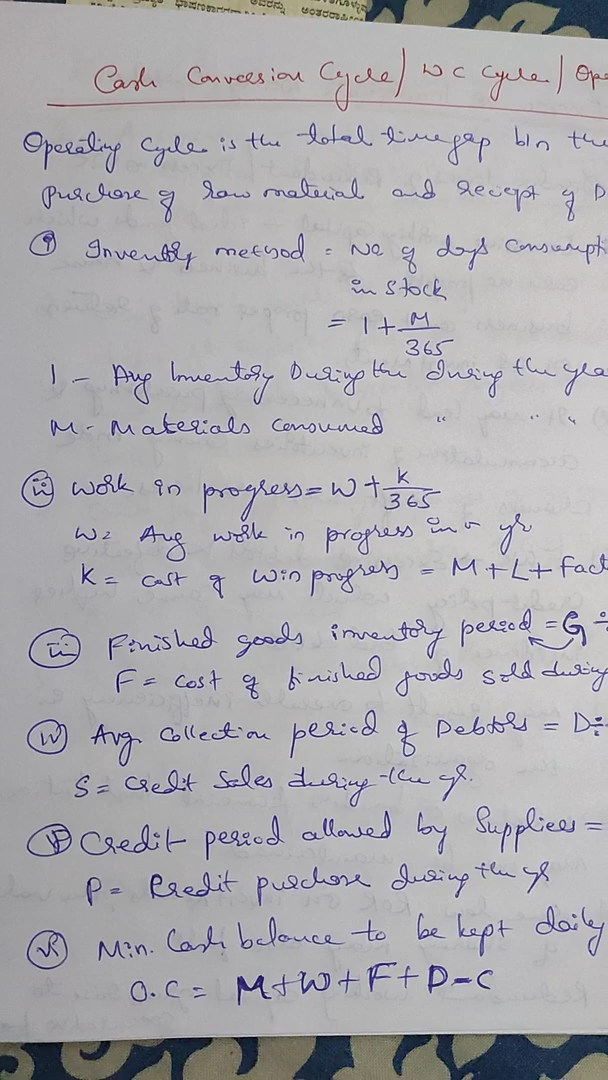 Cash Conversion Cycle/ WC Cycle/ Ope
Operating Cycle is the total time gap b/n the
purchase of raw material and receipt of D
(i) Inventory method = No of days Consumpti
in stock
= I + M/365
I - Avg Inventory During the during the yea
M - Materials consumed " " "
(ii) Work in progress = W + K/365
W = Avg work in progress in yr
K = cost of W in progress = M + L + Fact
(iii) Finished goods inventory period = G ÷
F = cost of finished goods sold during
(iv) Avg. Collection period of Debtors = D ÷
S = Credit Sales during the yr.
(v) Credit period allowed by Suppliers =
P = Credit purchase during the yr
(vi) Min. Cash balance to be kept daily
O.C = M+W+F+D-C